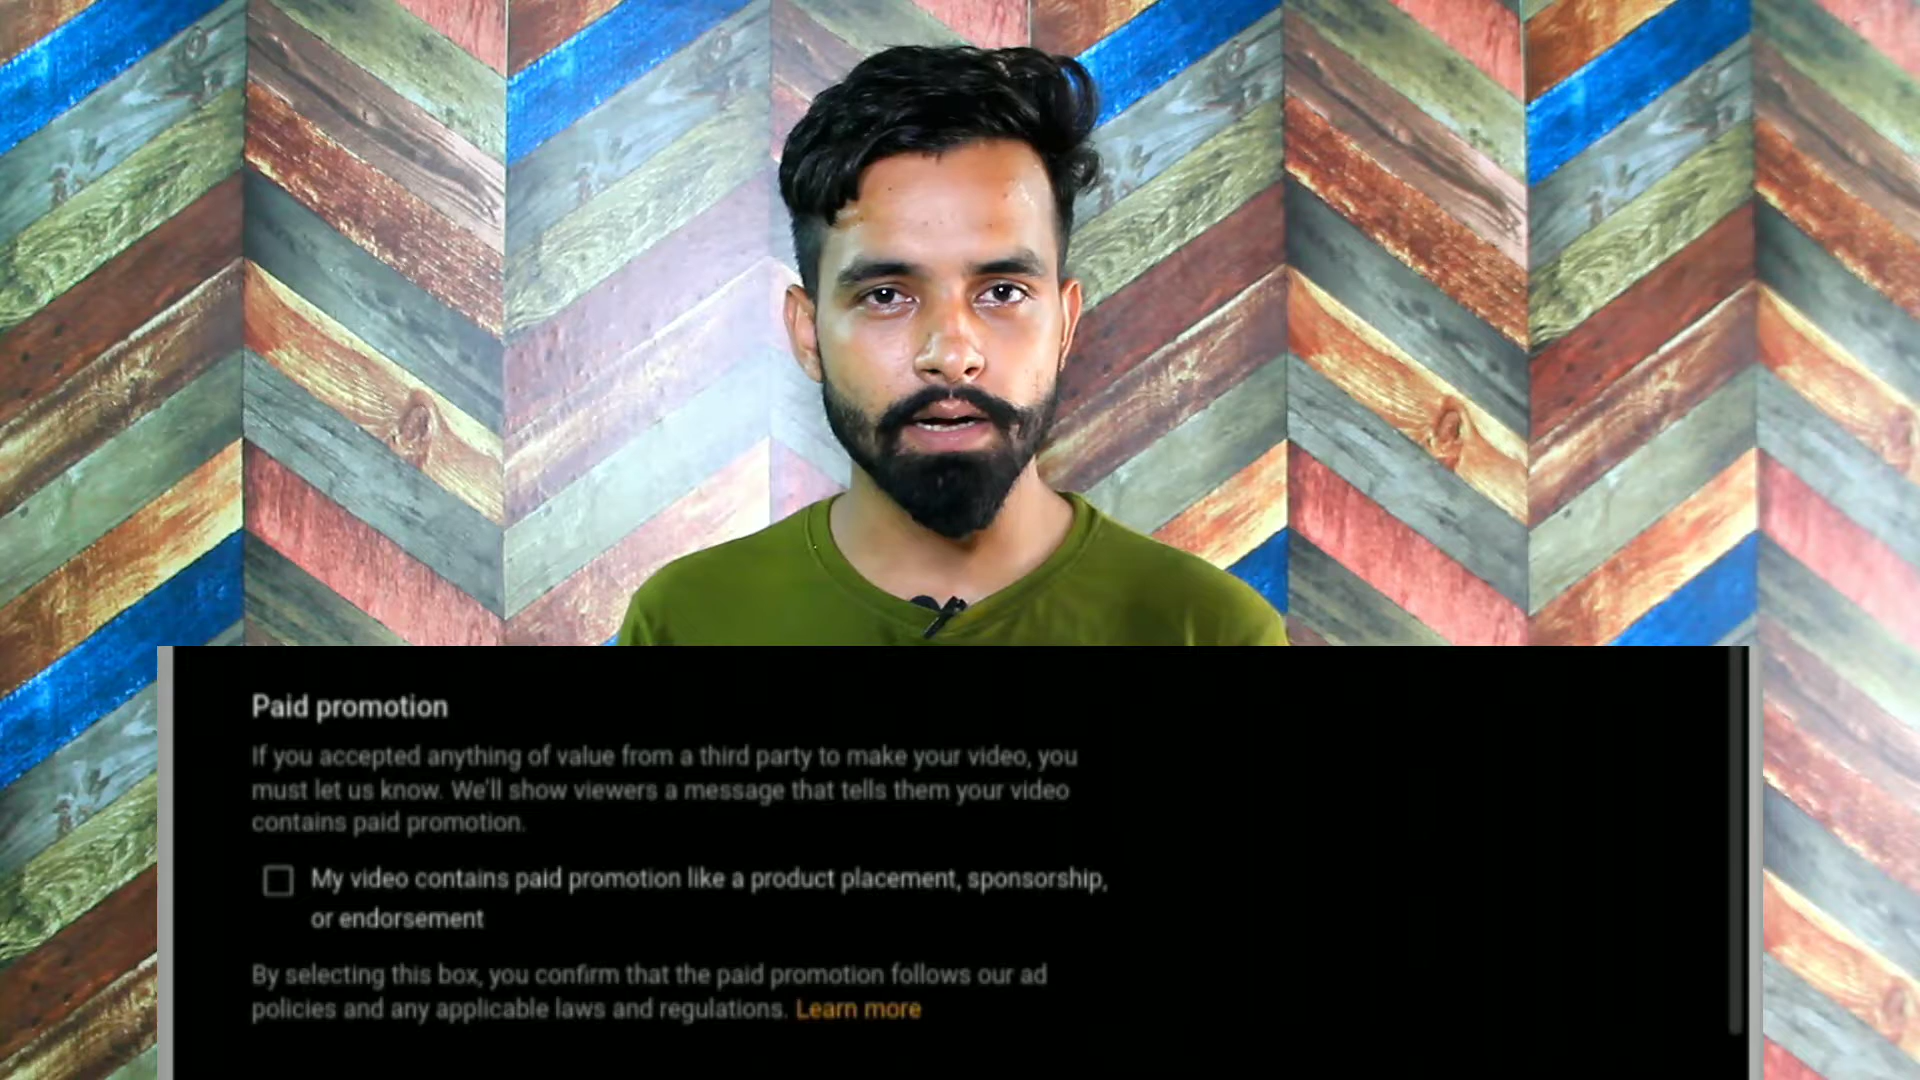 Paid promotion
If you accepted anything of value from a third party to make your video, you
must let us know. We'll show viewers a message that tells them your video
contains paid promotion.
My video contains paid promotion like a product placement, sponsorship,
or endorsement
By selecting this box, you confirm that the paid promotion follows our ad
policies and any applicable laws and regulations. Learn more